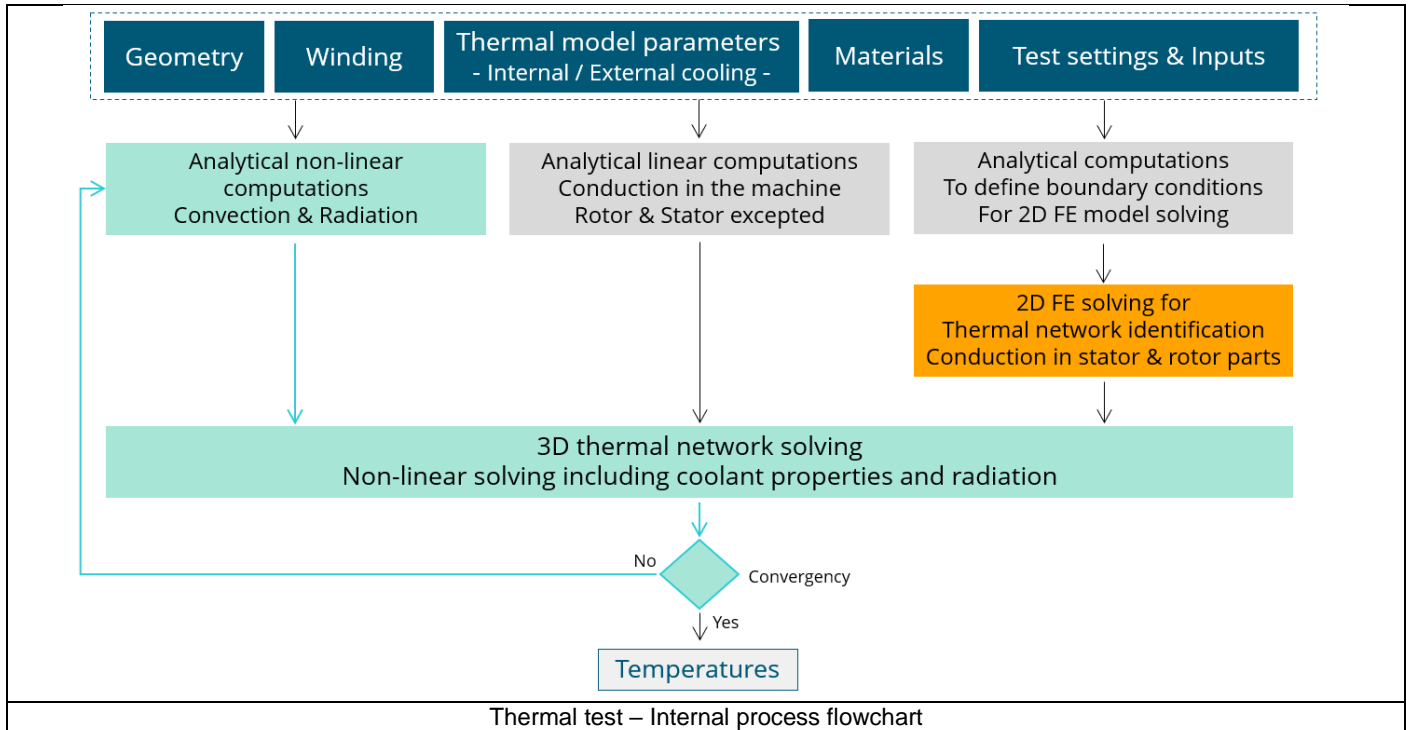 Geometry
Winding
Thermal model parameters
- Internal / External cooling -
Materials
Test settings & Inputs
Analytical non-linear
computations
Convection & Radiation
Analytical linear computations
Conduction in the machine
Rotor & Stator excepted
Analytical computations
To define boundary conditions
For 2D FE model solving
2D FE solving for
Thermal network identification
Conduction in stator & rotor parts
3D thermal network solving
Non-linear solving including coolant properties and radiation
No
Convergency
Yes
Temperatures
Thermal test – Internal process flowchart